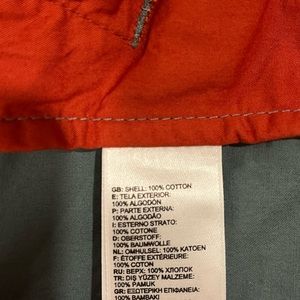 GB: SHELL: 100% COTTON
E: TELA EXTERIOR:
100% ALGODÓN
P: PARTE EXTERNA:
100% ALGODÃO
I: ESTERNO STRATO:
100% COTONE
D: OBERSTOFF:
100% BAUMWOLLE
NL: OMHULSEL: 100% KATOEN
F: ÉTOFFE EXTÉRIEURE:
100% COTON
RU: ВЕРХ: 100% ХЛОПОК
TR: DIŞ YÜZEY MALZEME:
100% PAMUK
GR: ΕΞΩΤΕΡΙΚΗ ΕΠΙΦΑΝΕΙΑ:
100% ΒΑΜΒΑΚΙ